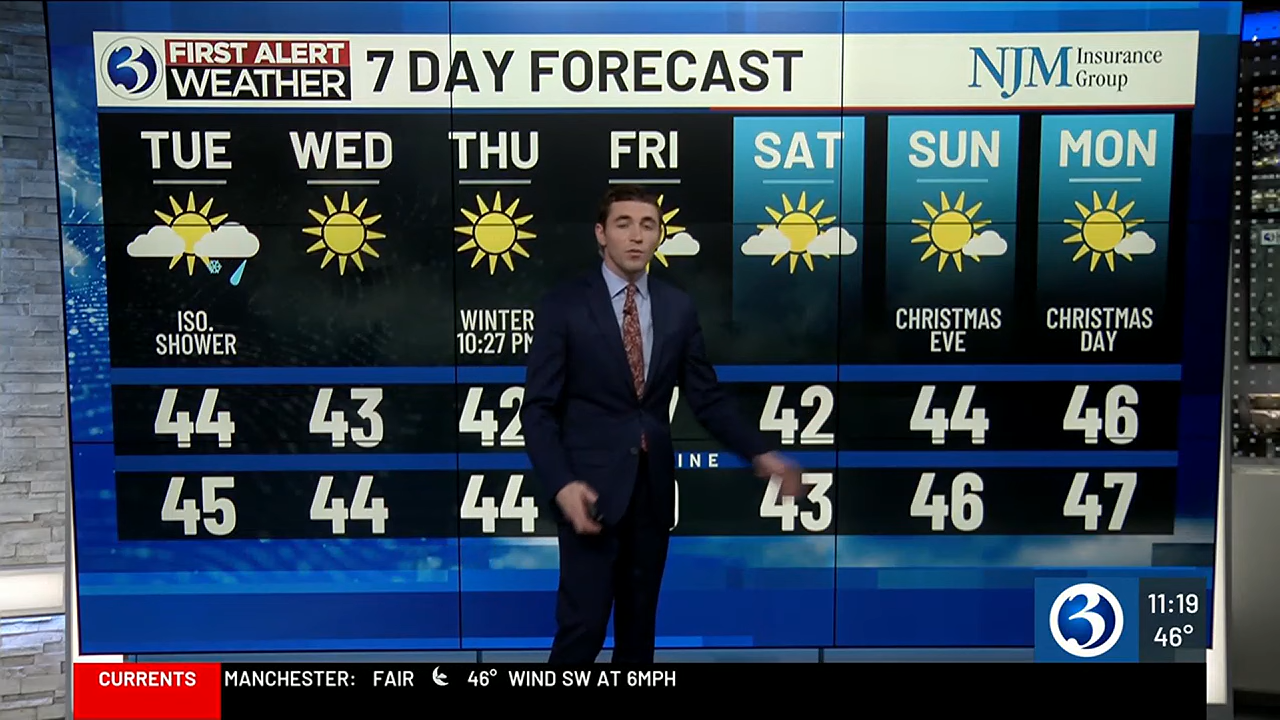 3 FIRST ALERT WEATHER 7 DAY FORECAST NJM Insurance Group
TUE WED THU FRI SAT SUN MON
ISO. SHOWER
WINTER 10:27 PM
CHRISTMAS EVE
CHRISTMAS DAY
44 43 42 42 44 46
INE
45 44 44 43 46 47
3 11:19
46°
CURRENTS MANCHESTER: FAIR 46° WIND SW AT 6MPH